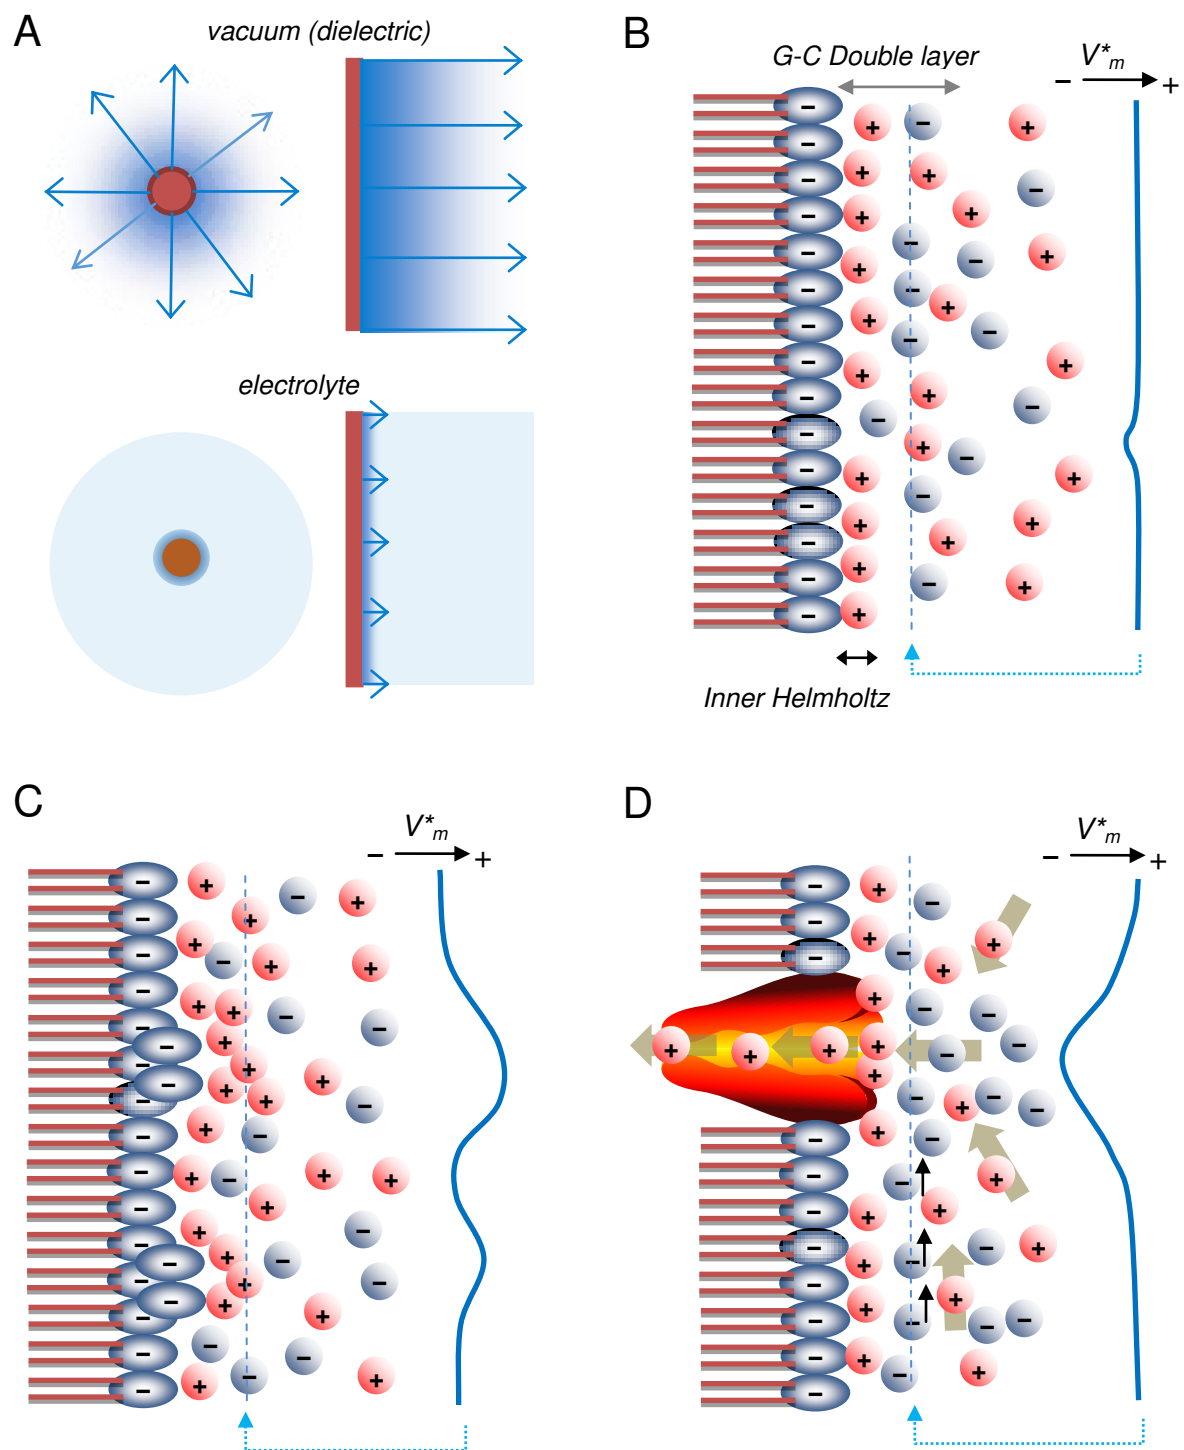 A
vacuum (dielectric)
electrolyte
B
G-C Double layer
V*m
− +
Inner Helmholtz
C
V*m
− +
D
V*m
− +